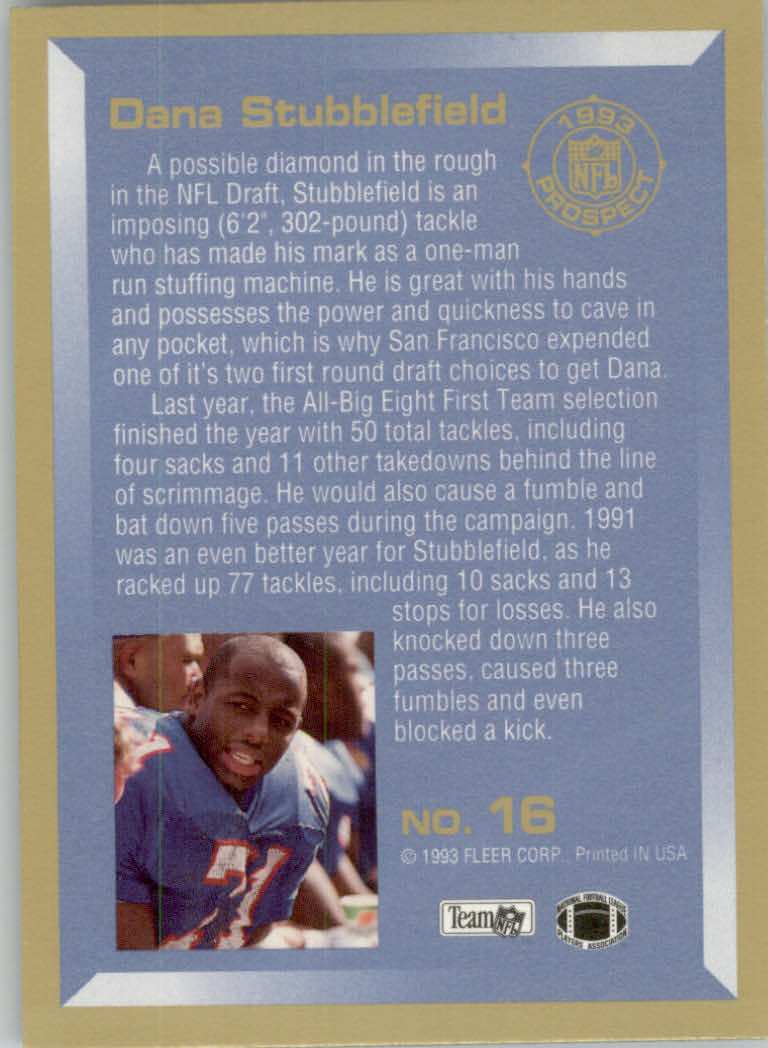 Dana Stubblefield
1993
NFL
PROSPECT
A possible diamond in the rough
in the NFL Draft, Stubblefield is an
imposing (6'2", 302-pound) tackle
who has made his mark as a one-man
run stuffing machine. He is great with his hands
and possesses the power and quickness to cave in
any pocket, which is why San Francisco expended
one of it's two first round draft choices to get Dana.
Last year, the All-Big Eight First Team selection
finished the year with 50 total tackles, including
four sacks and 11 other takedowns behind the line
of scrimmage. He would also cause a fumble and
bat down five passes during the campaign. 1991
was an even better year for Stubblefield, as he
racked up 77 tackles, including 10 sacks and 13
stops for losses. He also
knocked down three
passes, caused three
fumbles and even
blocked a kick.
71
NO. 16
© 1993 FLEER CORP., Printed IN USA
Team NFL
NATIONAL FOOTBALL LEAGUE
PLAYERS ASSOCIATION